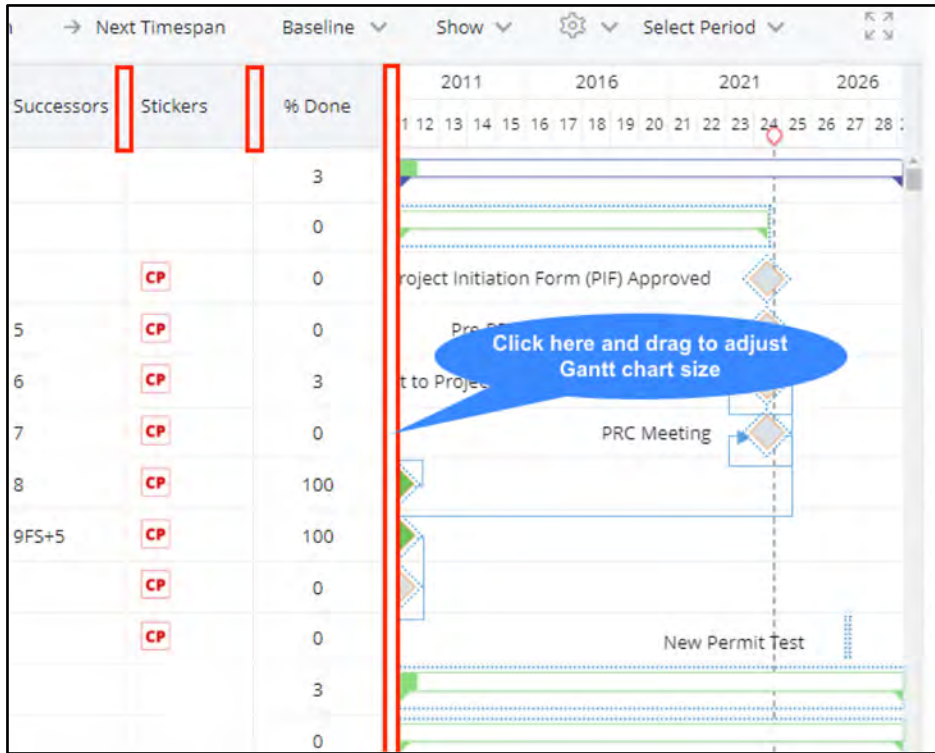 → Next Timespan Baseline Show Select Period
2011 2016 2021 2026
Successors Stickers % Done
12 13 14 15 16 17 18 19 20 21 22 23 24 25 26 27 28
3
0
CP 0 roject Initiation Form (PIF) Approved
5 CP 0
Click here and drag to adjust
Gantt chart size
6 CP 3 t to
7 CP 0 PRC Meeting
8 CP 100
9FS+5 CP 100
CP 0
CP 0 New Permit Test
3
0